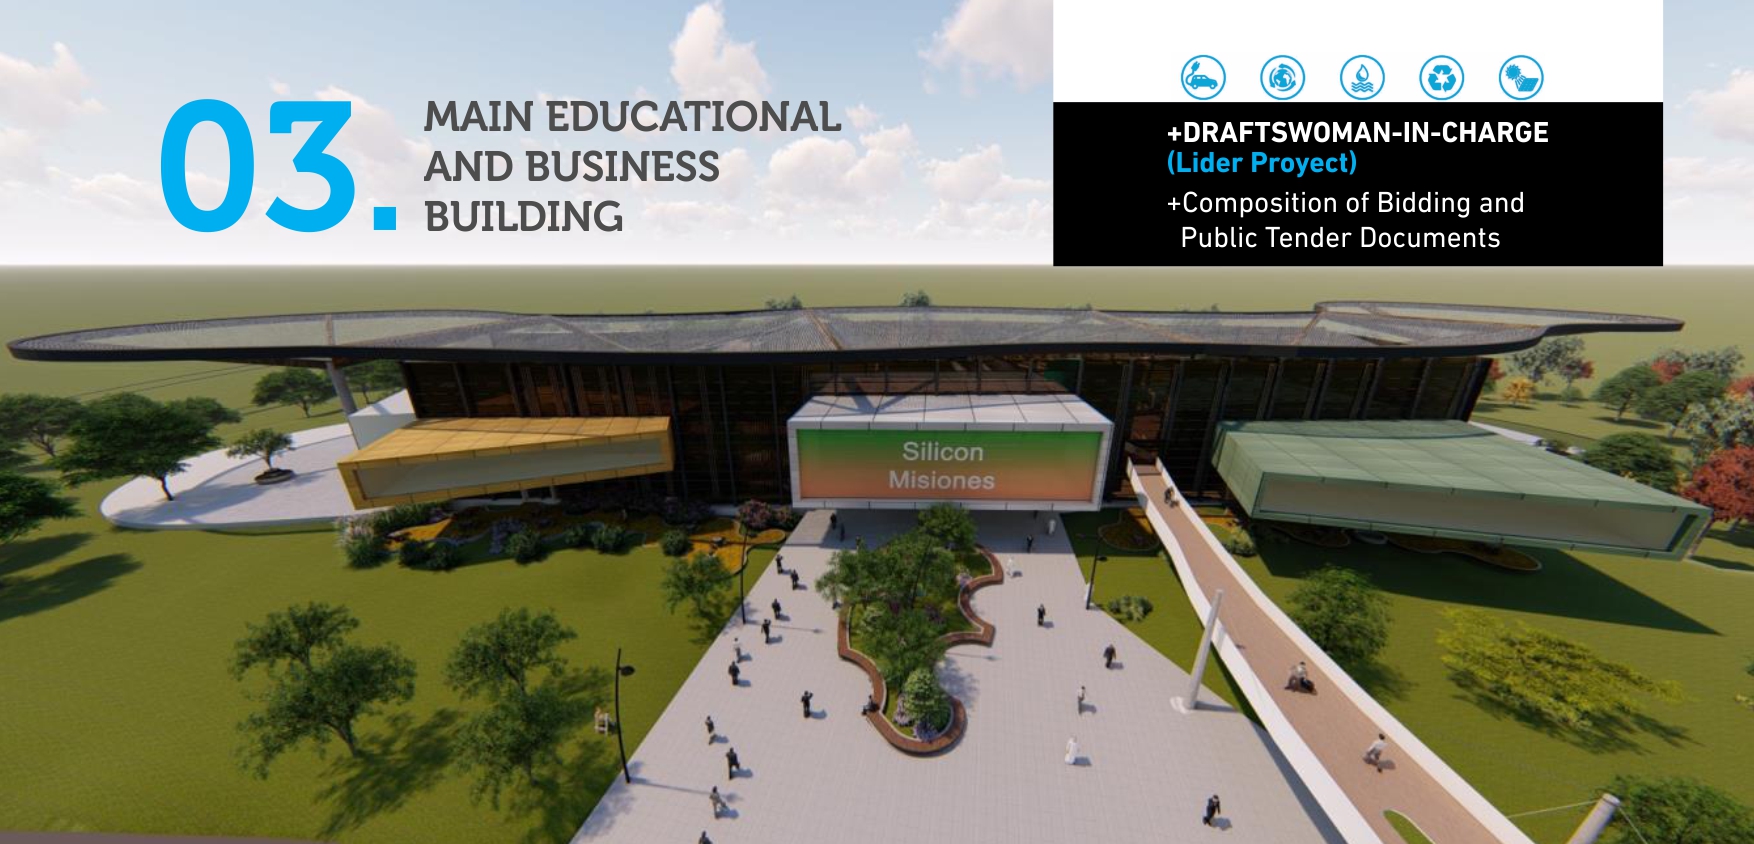 03.
MAIN EDUCATIONAL
AND BUSINESS
BUILDING
+DRAFTSWOMAN-IN-CHARGE
(Lider Proyect)
+Composition of Bidding and
Public Tender Documents
Silicon
Misiones